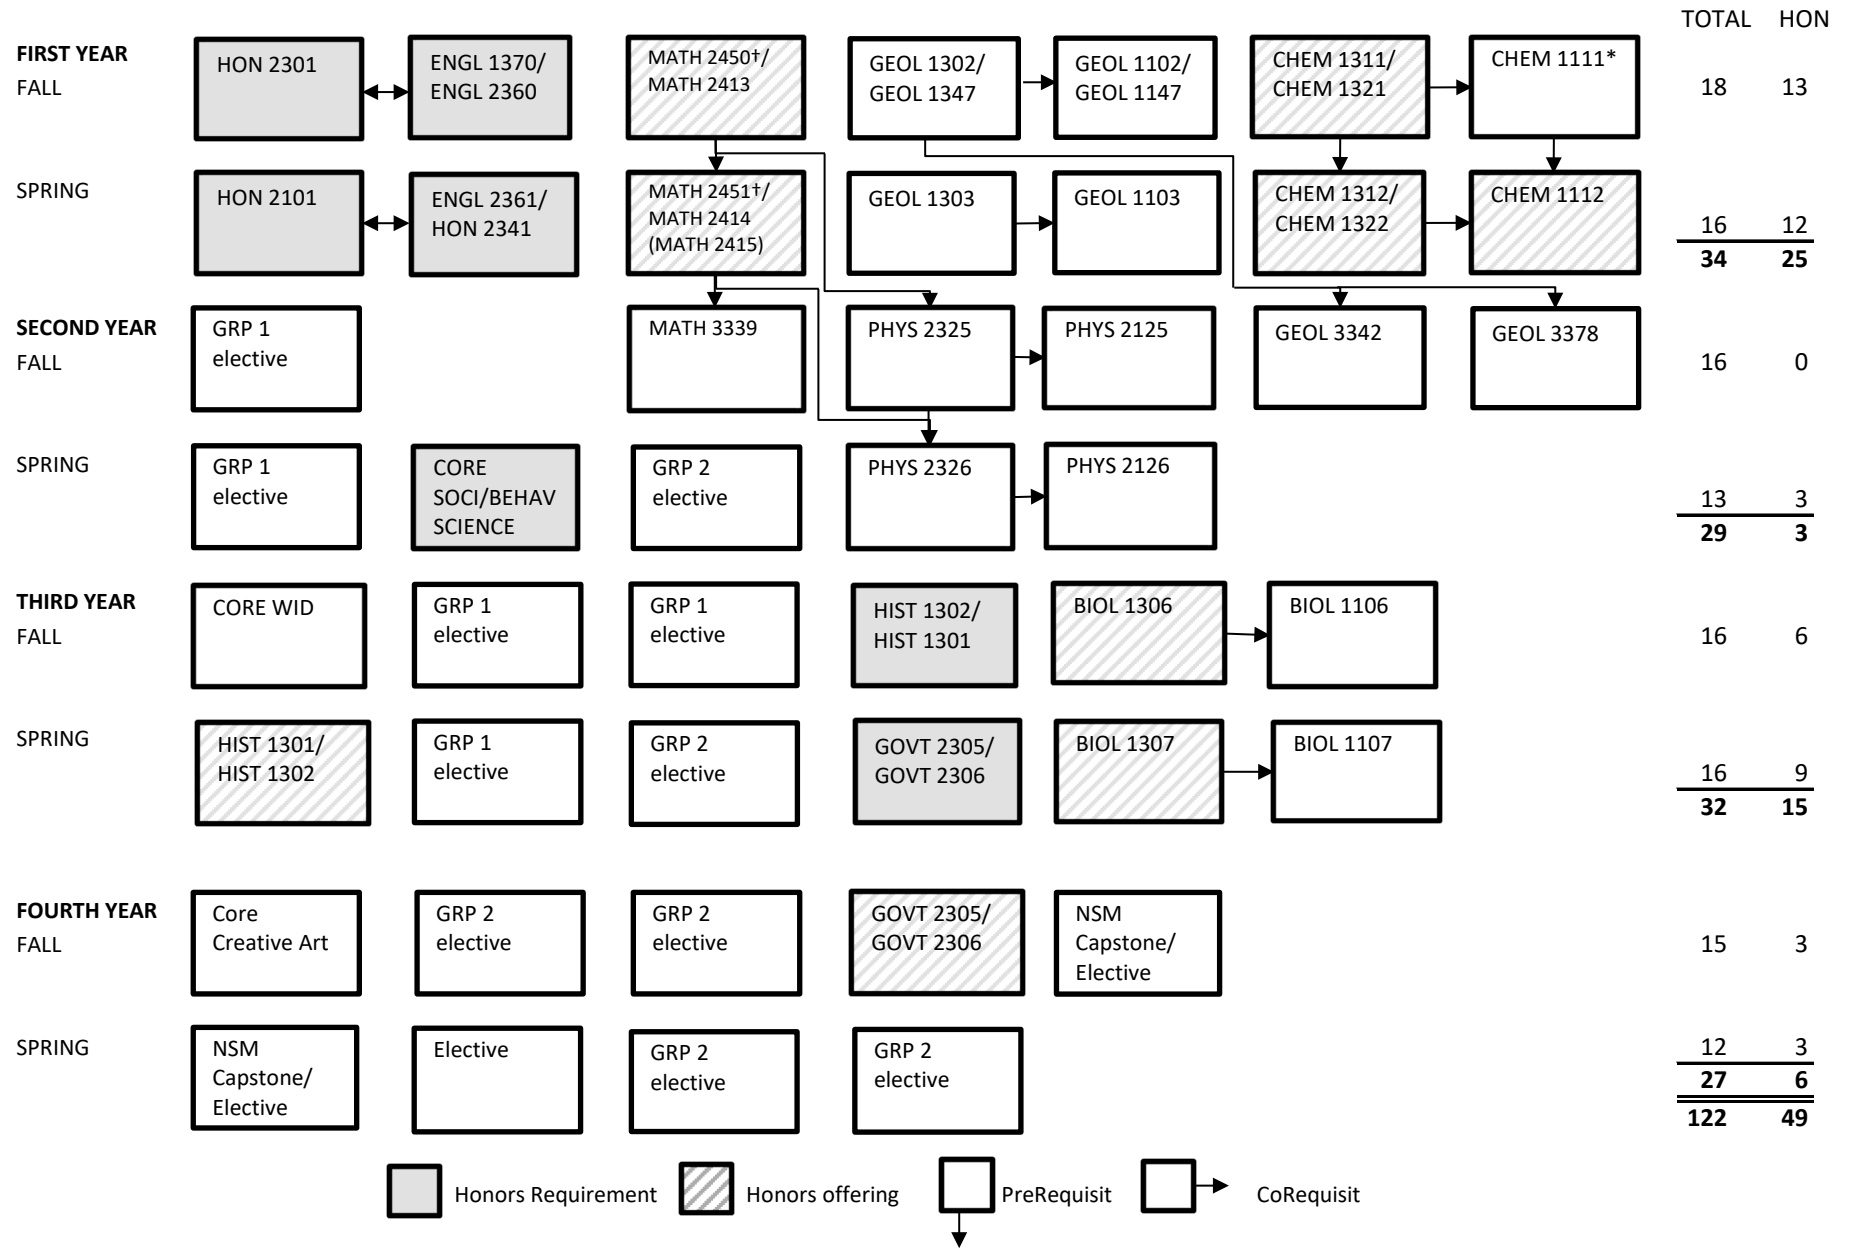 TOTAL HON
FIRST YEAR
FALL
HON 2301
ENGL 1370/
ENGL 2360
MATH 2450†/
MATH 2413
GEOL 1302/
GEOL 1347
GEOL 1102/
GEOL 1147
CHEM 1311/
CHEM 1321
CHEM 1111*
18 13
SPRING
HON 2101
ENGL 2361/
HON 2341
MATH 2451†/
MATH 2414
(MATH 2415)
GEOL 1303
GEOL 1103
CHEM 1312/
CHEM 1322
CHEM 1112
16 12
34 25
SECOND YEAR
FALL
GRP 1
elective
MATH 3339
PHYS 2325
PHYS 2125
GEOL 3342
GEOL 3378
16 0
SPRING
GRP 1
elective
CORE
SOCI/BEHAV
SCIENCE
GRP 2
elective
PHYS 2326
PHYS 2126
13 3
29 3
THIRD YEAR
FALL
CORE WID
GRP 1
elective
GRP 1
elective
HIST 1302/
HIST 1301
BIOL 1306
BIOL 1106
16 6
SPRING
HIST 1301/
HIST 1302
GRP 1
elective
GRP 2
elective
GOVT 2305/
GOVT 2306
BIOL 1307
BIOL 1107
16 9
32 15
FOURTH YEAR
FALL
Core
Creative Art
GRP 2
elective
GRP 2
elective
GOVT 2305/
GOVT 2306
NSM
Capstone/
Elective
15 3
SPRING
NSM
Capstone/
Elective
Elective
GRP 2
elective
GRP 2
elective
12 3
27 6
122 49
Honors Requirement
Honors offering
PreRequisit
CoRequisit